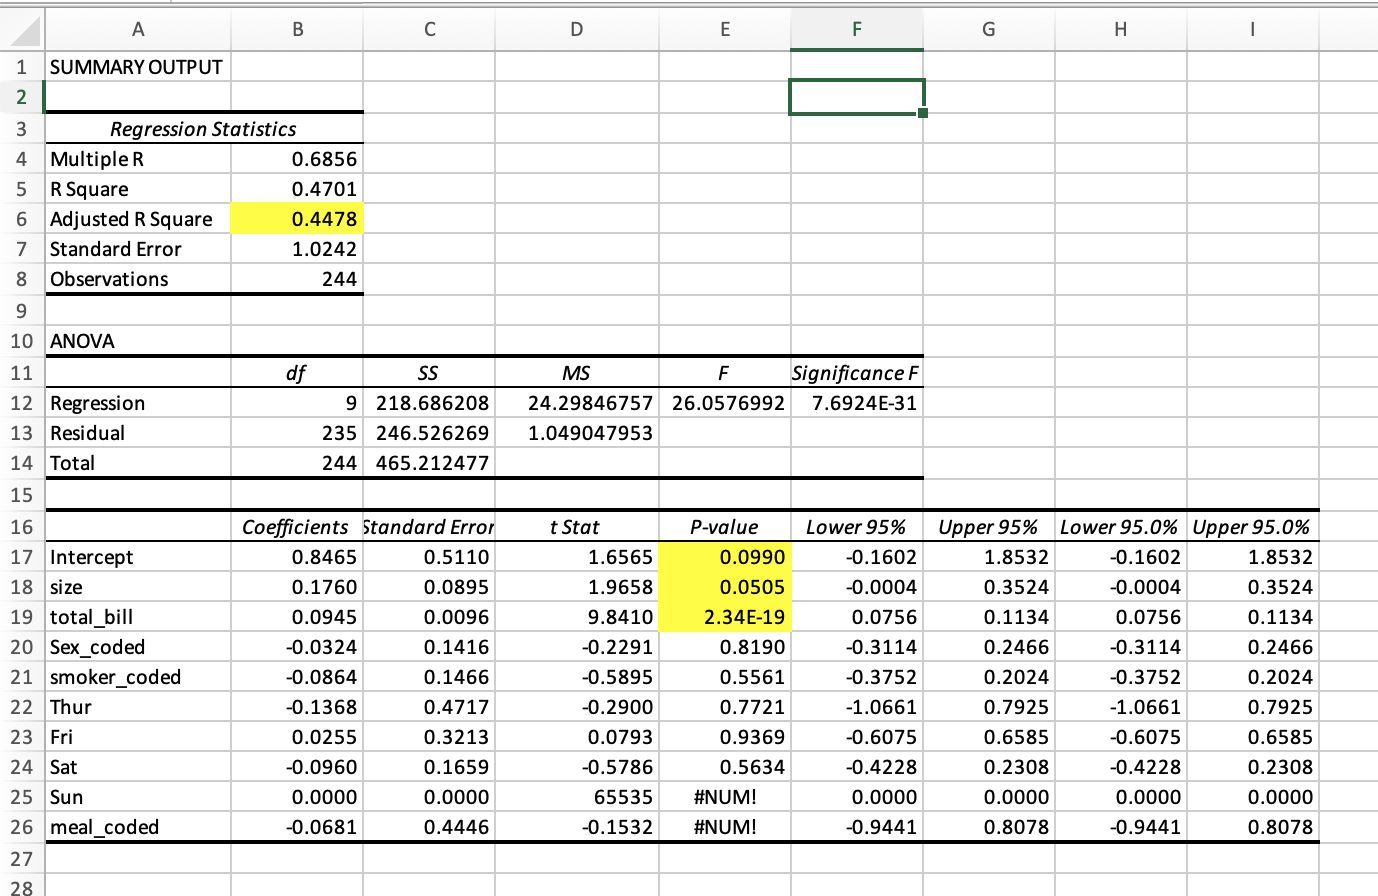 A B C D E F G H I
1 SUMMARY OUTPUT
2
3 Regression Statistics
4 Multiple R 0.6856
5 R Square 0.4701
6 Adjusted R Square 0.4478
7 Standard Error 1.0242
8 Observations 244
9
10 ANOVA
11 df SS MS F Significance F
12 Regression 9 218.686208 24.29846757 26.0576992 7.6924E-31
13 Residual 235 246.526269 1.049047953
14 Total 244 465.212477
15
16 Coefficients Standard Error t Stat P-value Lower 95% Upper 95% Lower 95.0% Upper 95.0%
17 Intercept 0.8465 0.5110 1.6565 0.0990 -0.1602 1.8532 -0.1602 1.8532
18 size 0.1760 0.0895 1.9658 0.0505 -0.0004 0.3524 -0.0004 0.3524
19 total_bill 0.0945 0.0096 9.8410 2.34E-19 0.0756 0.1134 0.0756 0.1134
20 Sex_coded -0.0324 0.1416 -0.2291 0.8190 -0.3114 0.2466 -0.3114 0.2466
21 smoker_coded -0.0864 0.1466 -0.5895 0.5561 -0.3752 0.2024 -0.3752 0.2024
22 Thur -0.1368 0.4717 -0.2900 0.7721 -1.0661 0.7925 -1.0661 0.7925
23 Fri 0.0255 0.3213 0.0793 0.9369 -0.6075 0.6585 -0.6075 0.6585
24 Sat -0.0960 0.1659 -0.5786 0.5634 -0.4228 0.2308 -0.4228 0.2308
25 Sun 0.0000 0.0000 65535 #NUM! 0.0000 0.0000 0.0000 0.0000
26 meal_coded -0.0681 0.4446 -0.1532 #NUM! -0.9441 0.8078 -0.9441 0.8078
27
28